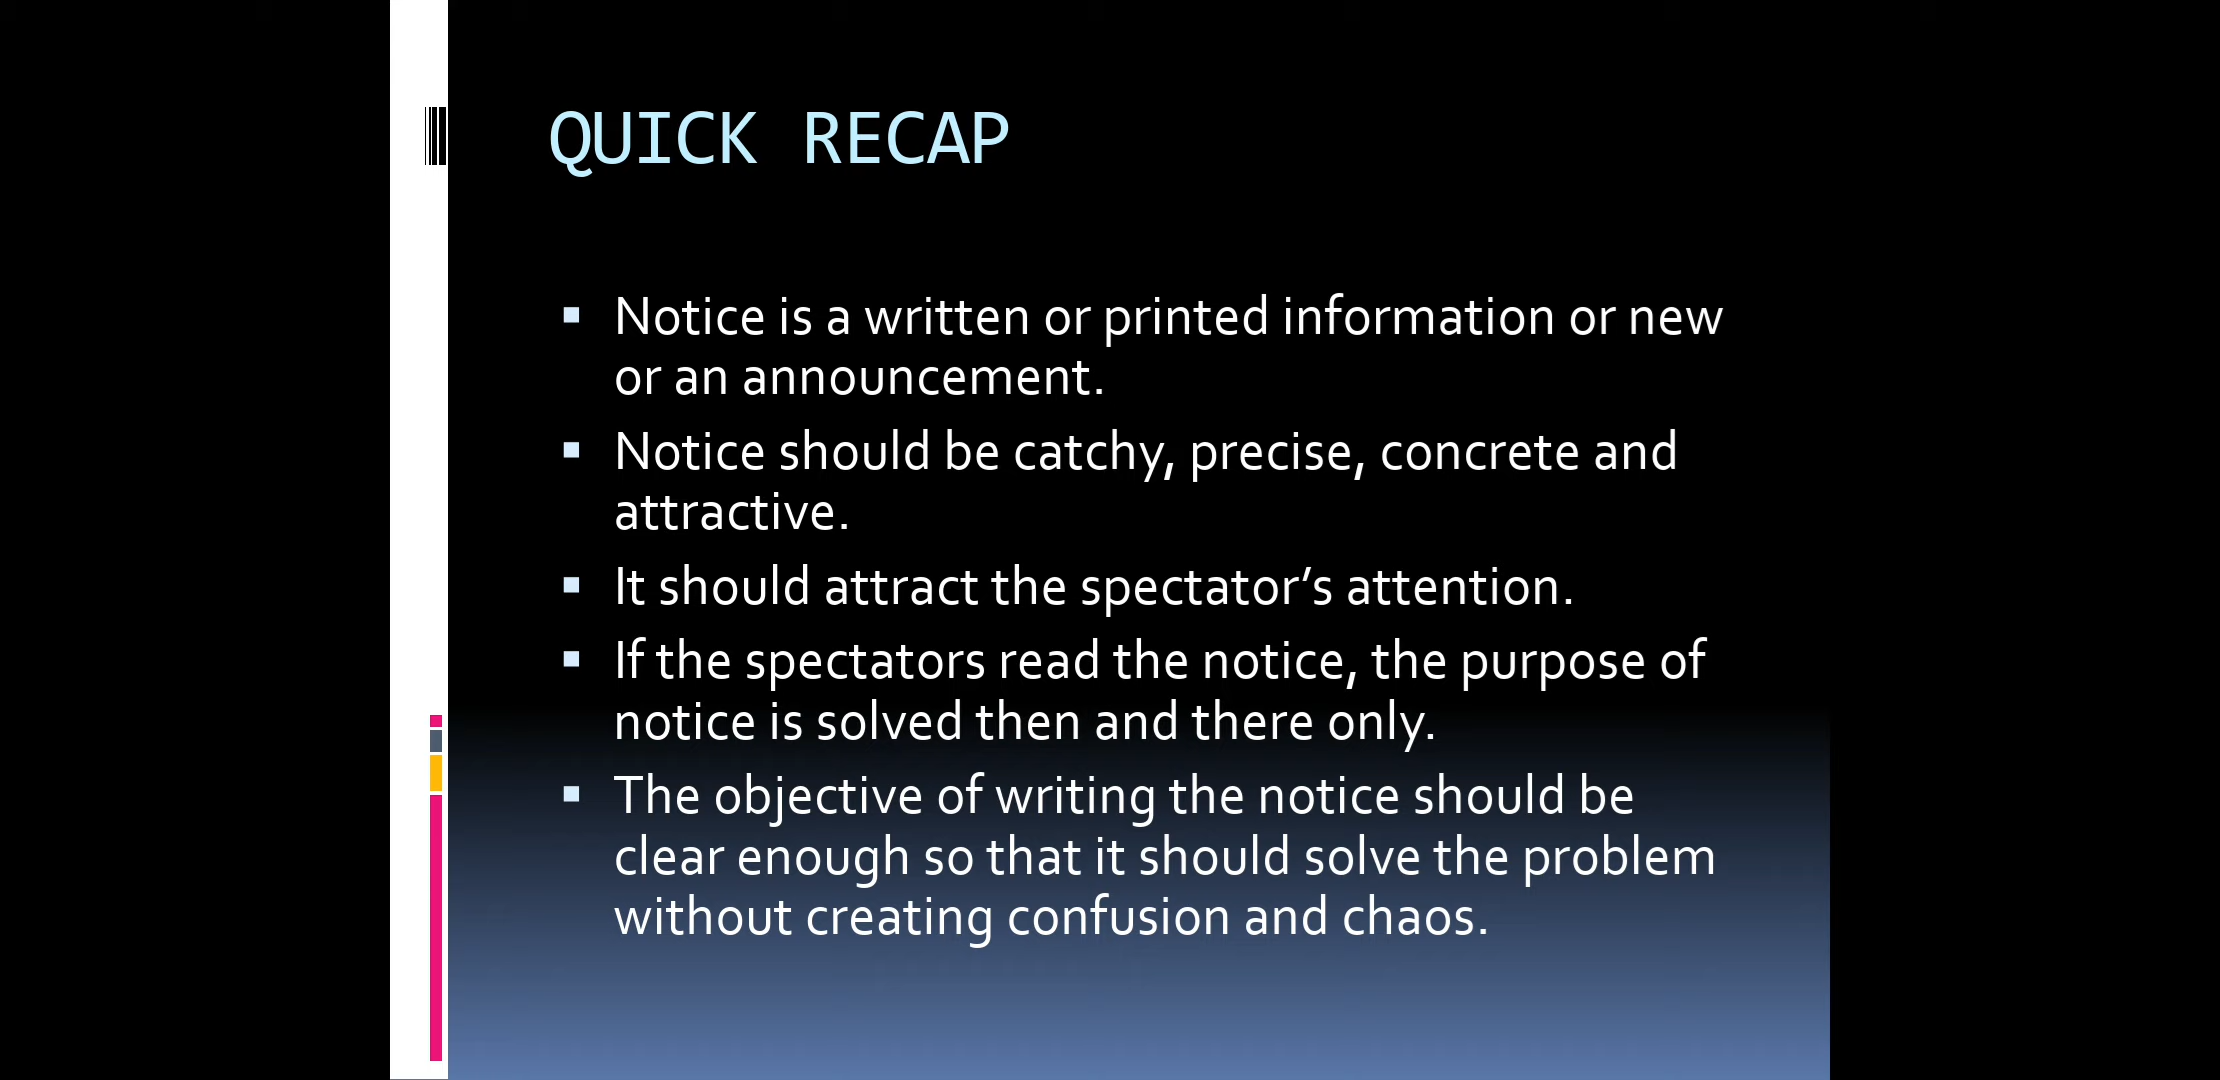 QUICK RECAP
Notice is a written or printed information or new
or an announcement.
Notice should be catchy, precise, concrete and
attractive.
It should attract the spectator’s attention.
If the spectators read the notice, the purpose of
notice is solved then and there only.
The objective of writing the notice should be
clear enough so that it should solve the problem
without creating confusion and chaos.